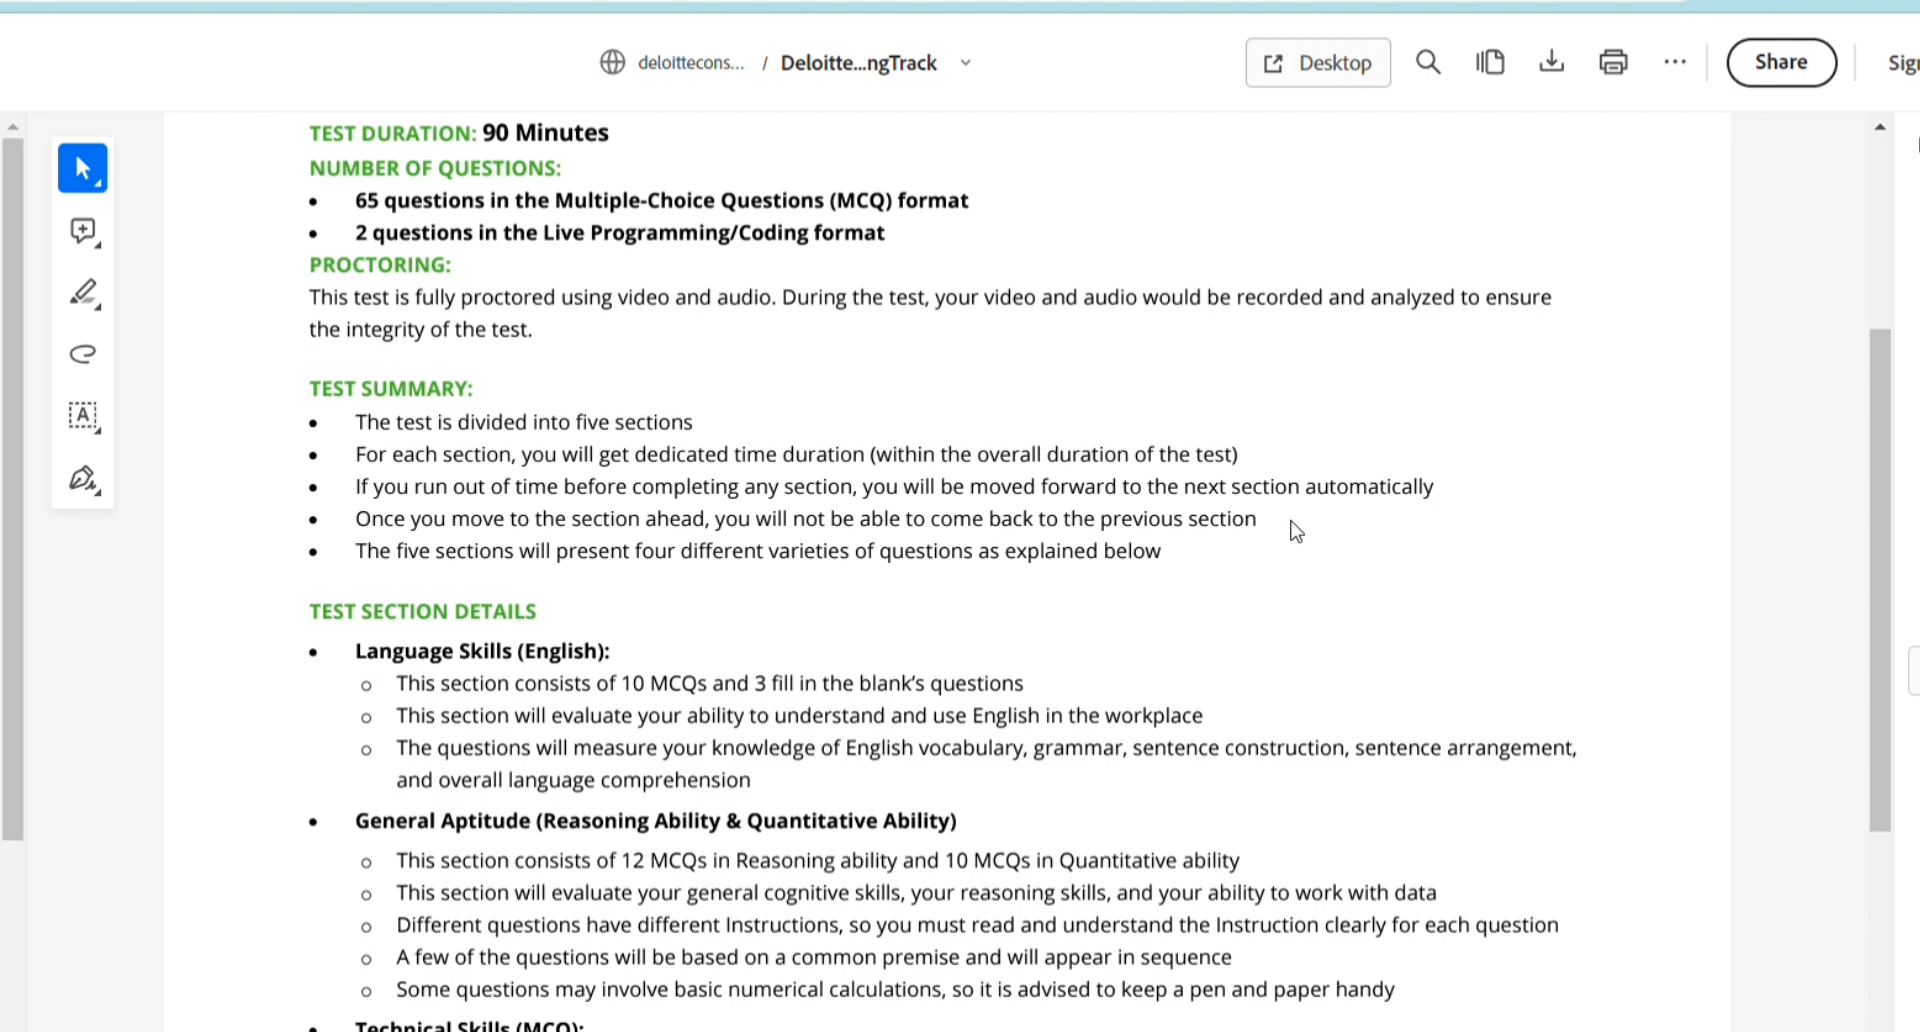 deloittecons... / Deloitte...ngTrack
Desktop
Share
TEST DURATION: 90 Minutes
NUMBER OF QUESTIONS:
• 65 questions in the Multiple-Choice Questions (MCQ) format
• 2 questions in the Live Programming/Coding format
PROCTORING:
This test is fully proctored using video and audio. During the test, your video and audio would be recorded and analyzed to ensure
the integrity of the test.
TEST SUMMARY:
• The test is divided into five sections
• For each section, you will get dedicated time duration (within the overall duration of the test)
• If you run out of time before completing any section, you will be moved forward to the next section automatically
• Once you move to the section ahead, you will not be able to come back to the previous section
• The five sections will present four different varieties of questions as explained below
TEST SECTION DETAILS
• Language Skills (English):
o This section consists of 10 MCQs and 3 fill in the blank’s questions
o This section will evaluate your ability to understand and use English in the workplace
o The questions will measure your knowledge of English vocabulary, grammar, sentence construction, sentence arrangement,
and overall language comprehension
• General Aptitude (Reasoning Ability & Quantitative Ability)
o This section consists of 12 MCQs in Reasoning ability and 10 MCQs in Quantitative ability
o This section will evaluate your general cognitive skills, your reasoning skills, and your ability to work with data
o Different questions have different Instructions, so you must read and understand the Instruction clearly for each question
o A few of the questions will be based on a common premise and will appear in sequence
o Some questions may involve basic numerical calculations, so it is advised to keep a pen and paper handy
• Technical Skills (MCQ):